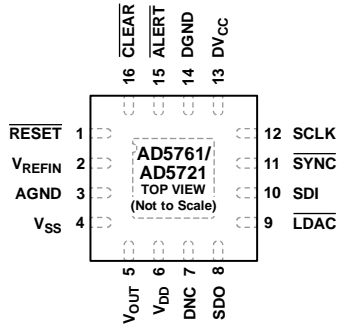 CLEAR
ALERT
DGND
DVCC
16
15
14
13
RESET 1
VREFIN 2
AGND 3
VSS 4
AD5761/
AD5721
TOP VIEW
(Not to Scale)
12 SCLK
11 SYNC
10 SDI
9 LDAC
5
6
7
8
VOUT
VDD
DNC
SDO